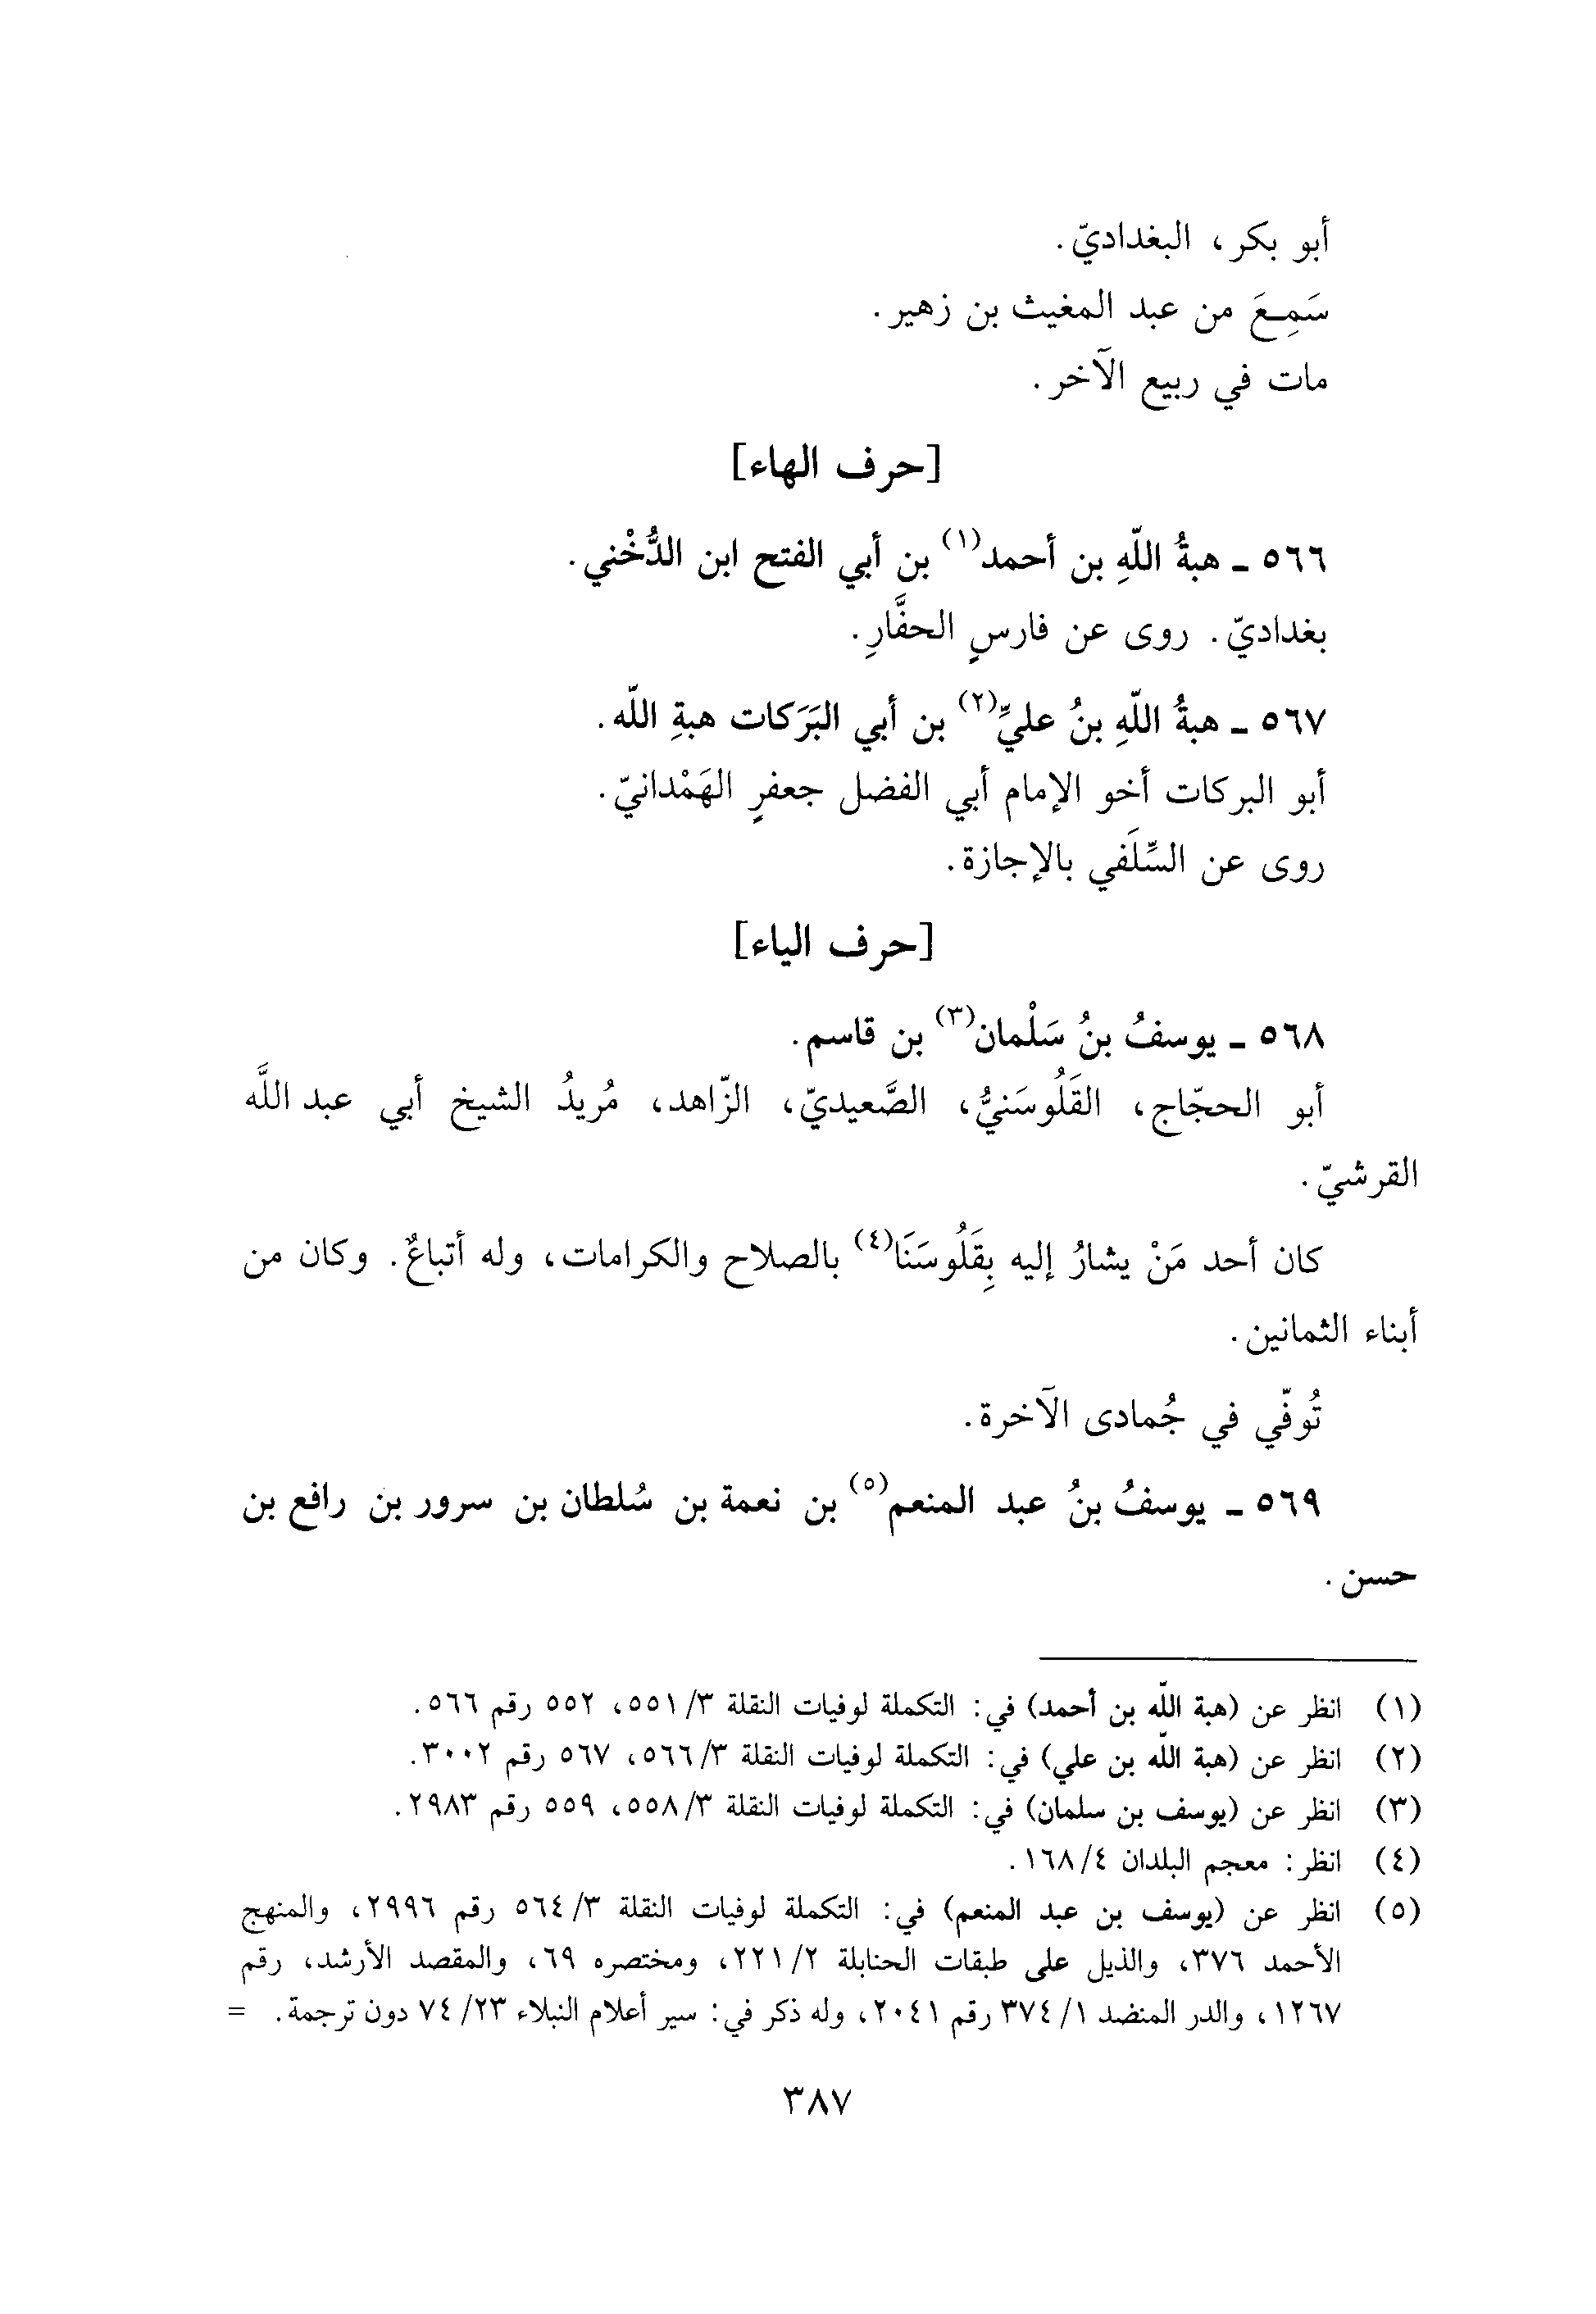 أبو بكر، البغداديّ.
سَمِعَ من عبد المغيث بن زهير.
مات في ربيع الآخر.
[حرف الهاء]
٥٦٦ ـ هبةُ اللّهِ بن أحمد(١) بن أبي الفتح ابن الدُّخْني.
بغداديّ. روى عن فارسٍ الحفَّارِ.
٥٦٧ ـ هبةُ اللّهِ بنُ عليِّ(٢) بن أبي البَرَكات هبةِ اللّه.
أبو البركات أخو الإمام أبي الفضل جعفرٍ الهَمْدانيّ.
روى عن السِّلَفي بالإجازة.
[حرف الياء]
٥٦٨ ـ يوسفُ بنُ سَلْمان(٣) بن قاسم.
أبو الحجّاج، القَلُوسَنيُّ، الصَّعيديّ، الزّاهد، مُريدُ الشيخ أبي عبد اللَّه
القرشيّ.
كان أحد مَنْ يشارُ إليه بِقَلُوسَنَا(٤) بالصلاح والكرامات، وله أتباعٌ. وكان من
أبناء الثمانين.
تُوفّي في جُمادى الآخرة.
٥٦٩ ـ يوسفُ بنُ عبد المنعم(٥) بن نعمة بن سُلطان بن سرور بن رافع بن
حسن.
(١) انظر عن (هبة اللّه بن أحمد) في: التكملة لوفيات النقلة ٣/ ٥٥١، ٥٥٢ رقم ٥٦٦.
(٢) انظر عن (هبة اللّه بن علي) في: التكملة لوفيات النقلة ٣/ ٥٦٦، ٥٦٧ رقم ٣٠٠٢.
(٣) انظر عن (يوسف بن سلمان) في: التكملة لوفيات النقلة ٣/ ٥٥٨، ٥٥٩ رقم ٢٩٨٣.
(٤) انظر: معجم البلدان ٤/ ١٦٨.
(٥) انظر عن (يوسف بن عبد المنعم) في: التكملة لوفيات النقلة ٣/ ٥٦٤ رقم ٢٩٩٦، والمنهج
الأحمد ٣٧٦، والذيل على طبقات الحنابلة ٢/ ٢٢١، ومختصره ٦٩، والمقصد الأرشد، رقم
١٢٦٧، والدر المنضد ١/ ٣٧٤ رقم ٢٠٤١، وله ذكر في: سير أعلام النبلاء ٢٣/ ٧٤ دون ترجمة. =
٣٨٧